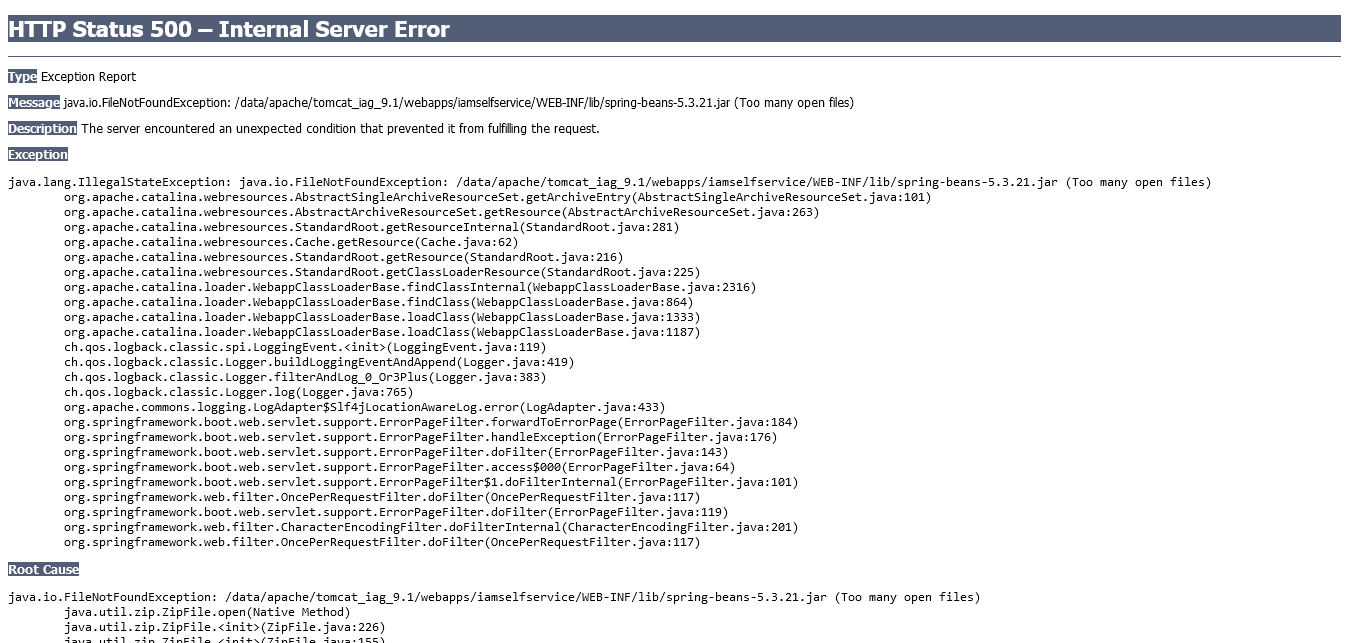 HTTP Status 500 – Internal Server Error
Type Exception Report
Message java.io.FileNotFoundException: /data/apache/tomcat_iag_9.1/webapps/iamselfservice/WEB-INF/lib/spring-beans-5.3.21.jar (Too many open files)
Description The server encountered an unexpected condition that prevented it from fulfilling the request.
Exception
java.lang.IllegalStateException: java.io.FileNotFoundException: /data/apache/tomcat_iag_9.1/webapps/iamselfservice/WEB-INF/lib/spring-beans-5.3.21.jar (Too many open files)
org.apache.catalina.webresources.AbstractSingleArchiveResourceSet.getArchiveEntry(AbstractSingleArchiveResourceSet.java:101)
org.apache.catalina.webresources.AbstractArchiveResourceSet.getResource(AbstractArchiveResourceSet.java:263)
org.apache.catalina.webresources.StandardRoot.getResourceInternal(StandardRoot.java:281)
org.apache.catalina.webresources.Cache.getResource(Cache.java:62)
org.apache.catalina.webresources.StandardRoot.getResource(StandardRoot.java:216)
org.apache.catalina.webresources.StandardRoot.getClassLoaderResource(StandardRoot.java:225)
org.apache.catalina.loader.WebappClassLoaderBase.findClassInternal(WebappClassLoaderBase.java:2316)
org.apache.catalina.loader.WebappClassLoaderBase.findClass(WebappClassLoaderBase.java:864)
org.apache.catalina.loader.WebappClassLoaderBase.loadClass(WebappClassLoaderBase.java:1333)
org.apache.catalina.loader.WebappClassLoaderBase.loadClass(WebappClassLoaderBase.java:1187)
ch.qos.logback.classic.spi.LoggingEvent.<init>(LoggingEvent.java:119)
ch.qos.logback.classic.Logger.buildLoggingEventAndAppend(Logger.java:419)
ch.qos.logback.classic.Logger.filterAndLog_0_Or3Plus(Logger.java:383)
ch.qos.logback.classic.Logger.log(Logger.java:765)
org.apache.commons.logging.LogAdapter$Slf4jLocationAwareLog.error(LogAdapter.java:433)
org.springframework.boot.web.servlet.support.ErrorPageFilter.forwardToErrorPage(ErrorPageFilter.java:184)
org.springframework.boot.web.servlet.support.ErrorPageFilter.handleException(ErrorPageFilter.java:176)
org.springframework.boot.web.servlet.support.ErrorPageFilter.doFilter(ErrorPageFilter.java:143)
org.springframework.boot.web.servlet.support.ErrorPageFilter.access$000(ErrorPageFilter.java:64)
org.springframework.boot.web.servlet.support.ErrorPageFilter$1.doFilterInternal(ErrorPageFilter.java:101)
org.springframework.web.filter.OncePerRequestFilter.doFilter(OncePerRequestFilter.java:117)
org.springframework.boot.web.servlet.support.ErrorPageFilter.doFilter(ErrorPageFilter.java:119)
org.springframework.web.filter.CharacterEncodingFilter.doFilterInternal(CharacterEncodingFilter.java:201)
org.springframework.web.filter.OncePerRequestFilter.doFilter(OncePerRequestFilter.java:117)
Root Cause
java.io.FileNotFoundException: /data/apache/tomcat_iag_9.1/webapps/iamselfservice/WEB-INF/lib/spring-beans-5.3.21.jar (Too many open files)
java.util.zip.ZipFile.open(Native Method)
java.util.zip.ZipFile.<init>(ZipFile.java:226)
java.util.zip.ZipFile.<init>(ZipFile.java:155)